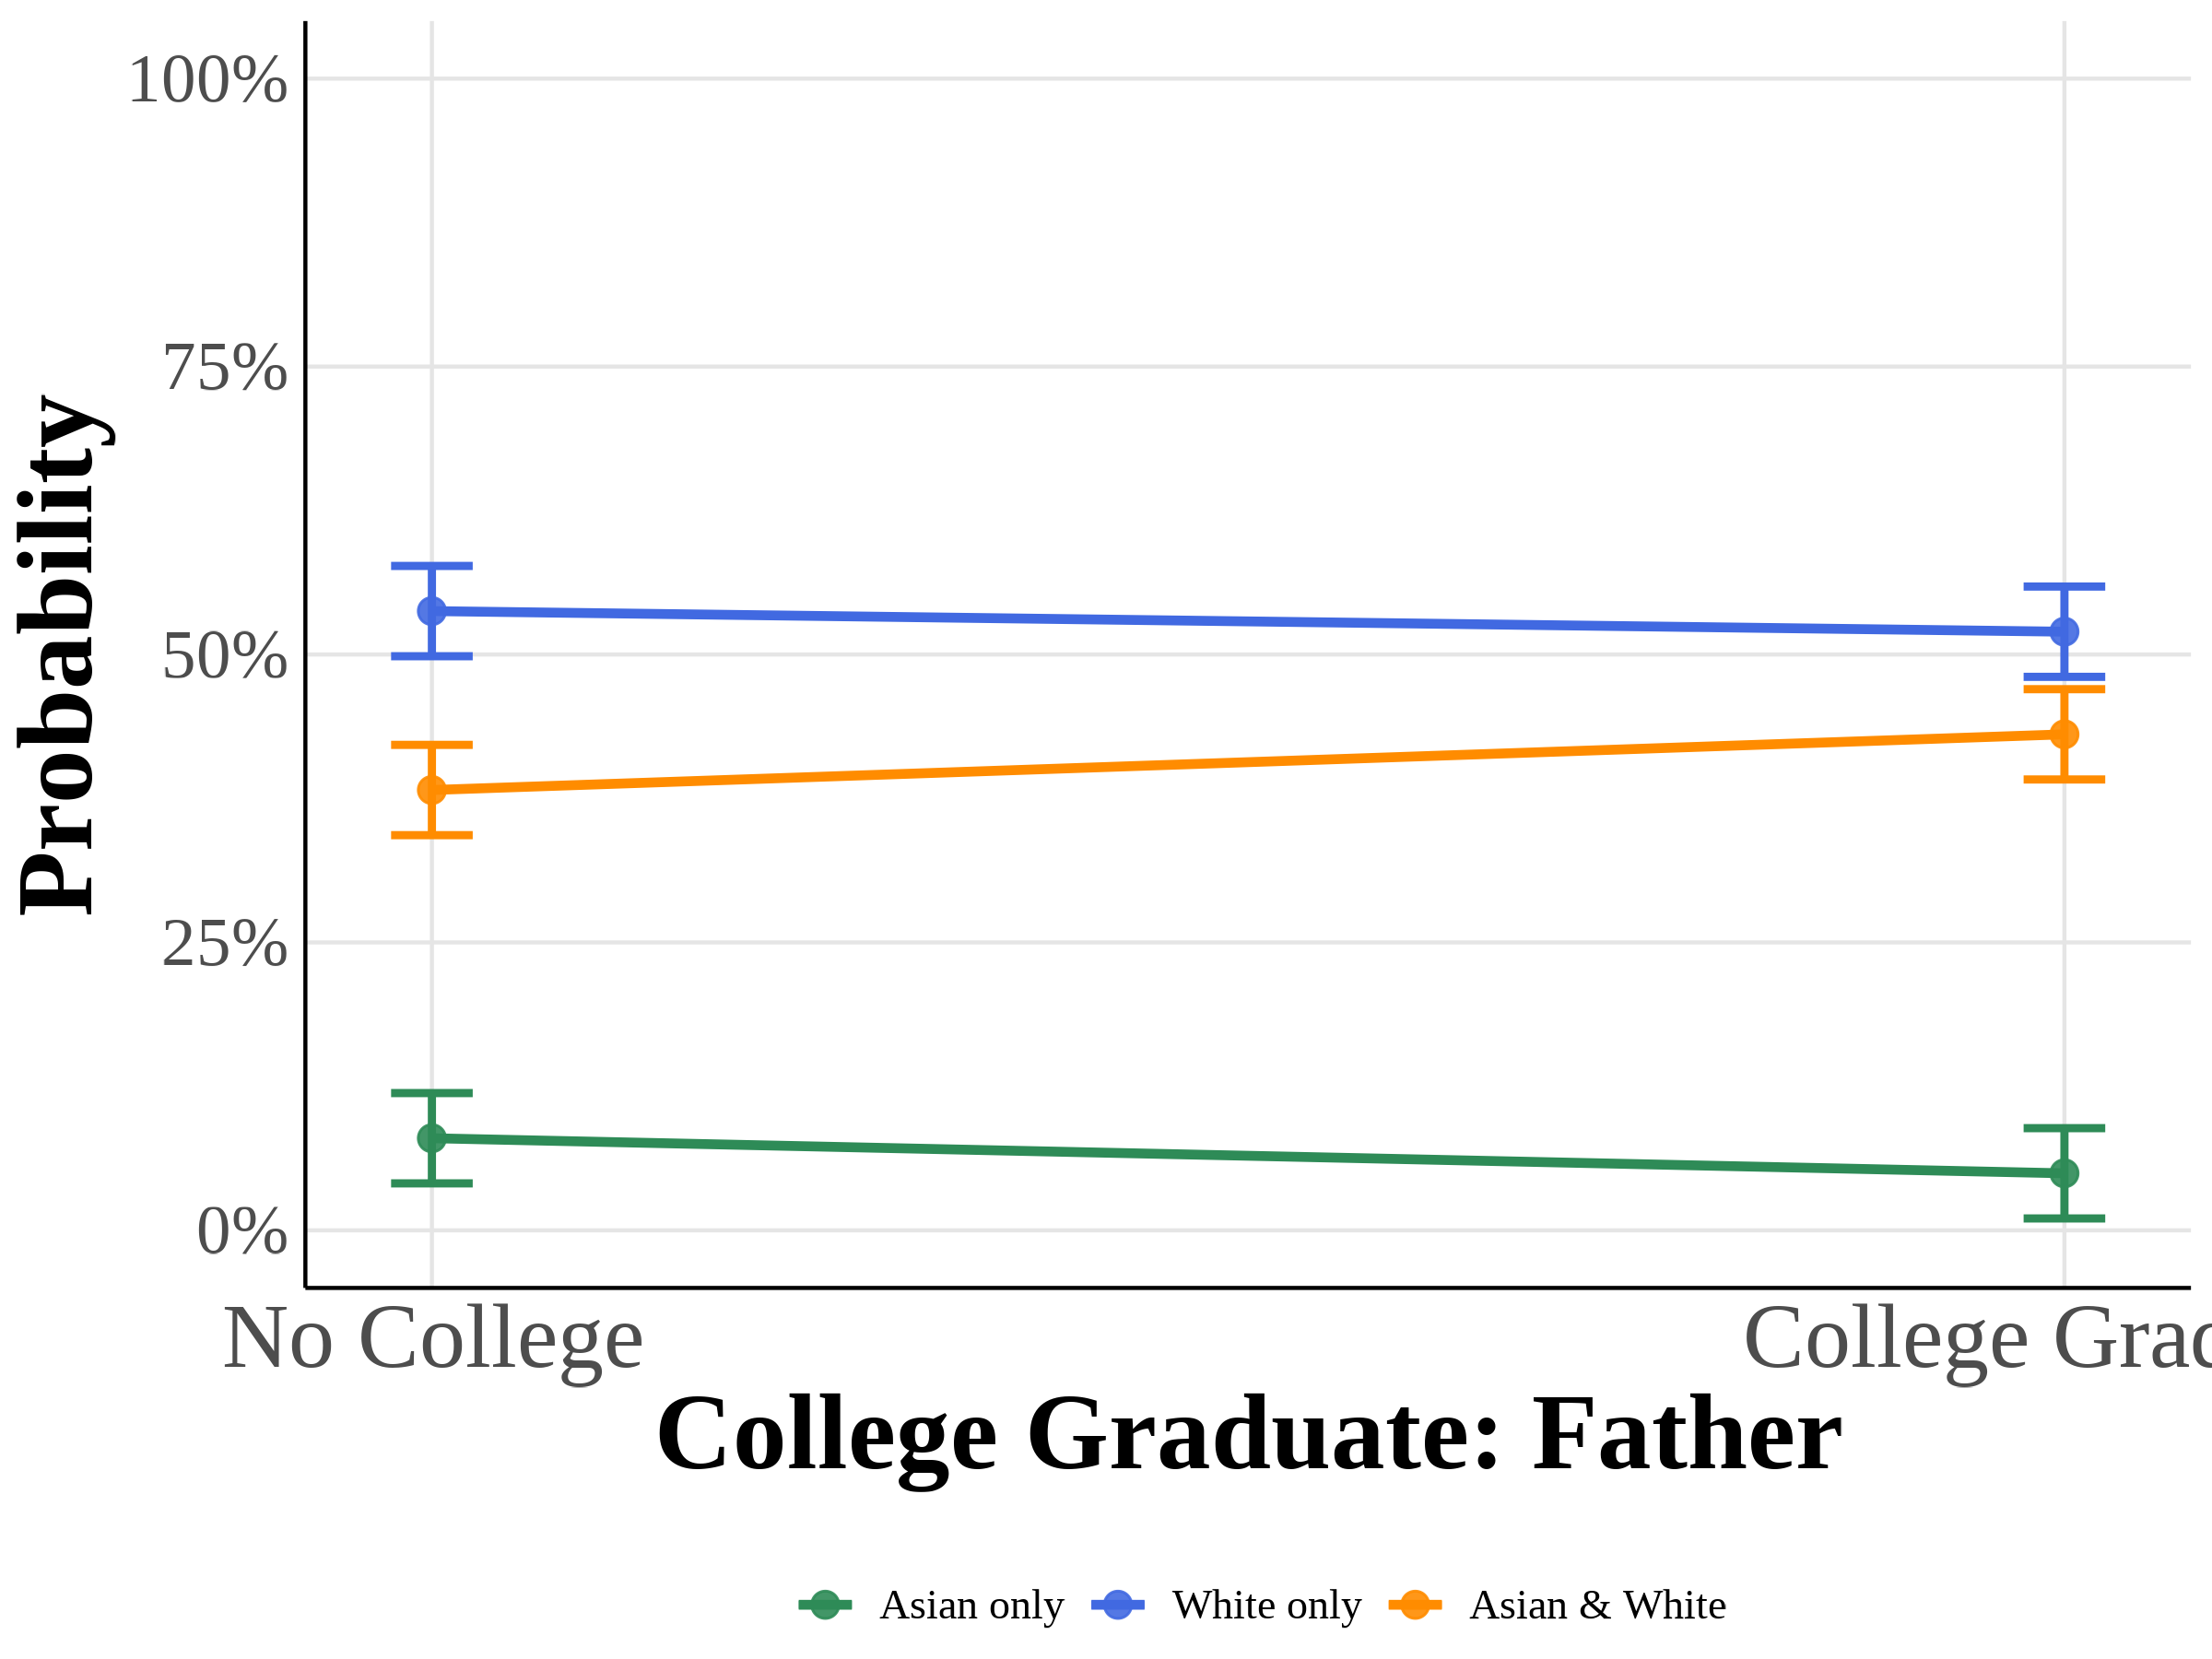 100%
75%
50%
25%
0%
Probability
No College
College Grad
College Graduate: Father
Asian only
White only
Asian & White